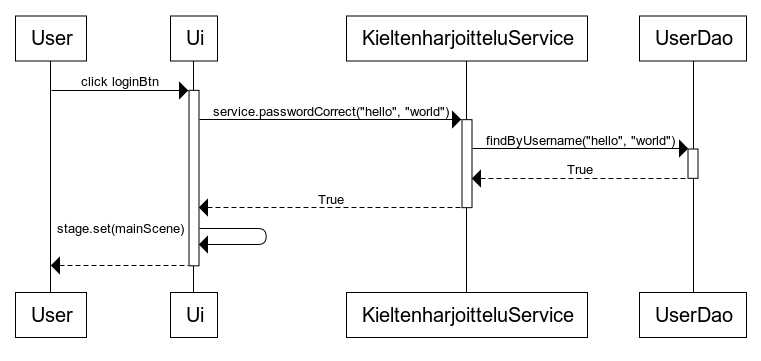 User
Ui
KieltenharjoitteluService
UserDao
click loginBtn
service.passwordCorrect("hello", "world")
findByUsername("hello", "world")
True
True
stage.set(mainScene)
User
Ui
KieltenharjoitteluService
UserDao